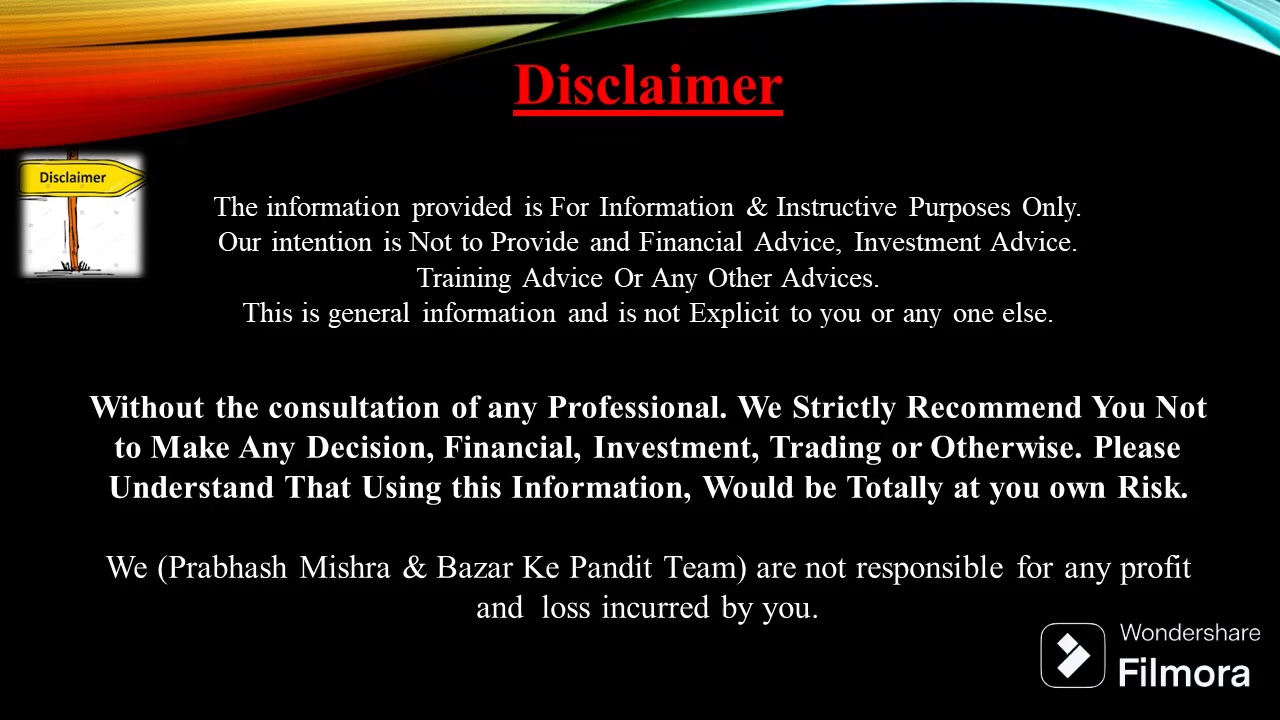 Disclaimer
Disclaimer
The information provided is For Information & Instructive Purposes Only.
Our intention is Not to Provide and Financial Advice, Investment Advice.
Training Advice Or Any Other Advices.
This is general information and is not Explicit to you or any one else.
Without the consultation of any Professional. We Strictly Recommend You Not
to Make Any Decision, Financial, Investment, Trading or Otherwise. Please
Understand That Using this Information, Would be Totally at you own Risk.
We (Prabhash Mishra & Bazar Ke Pandit Team) are not responsible for any profit
and loss incurred by you.
Wondershare
Filmora